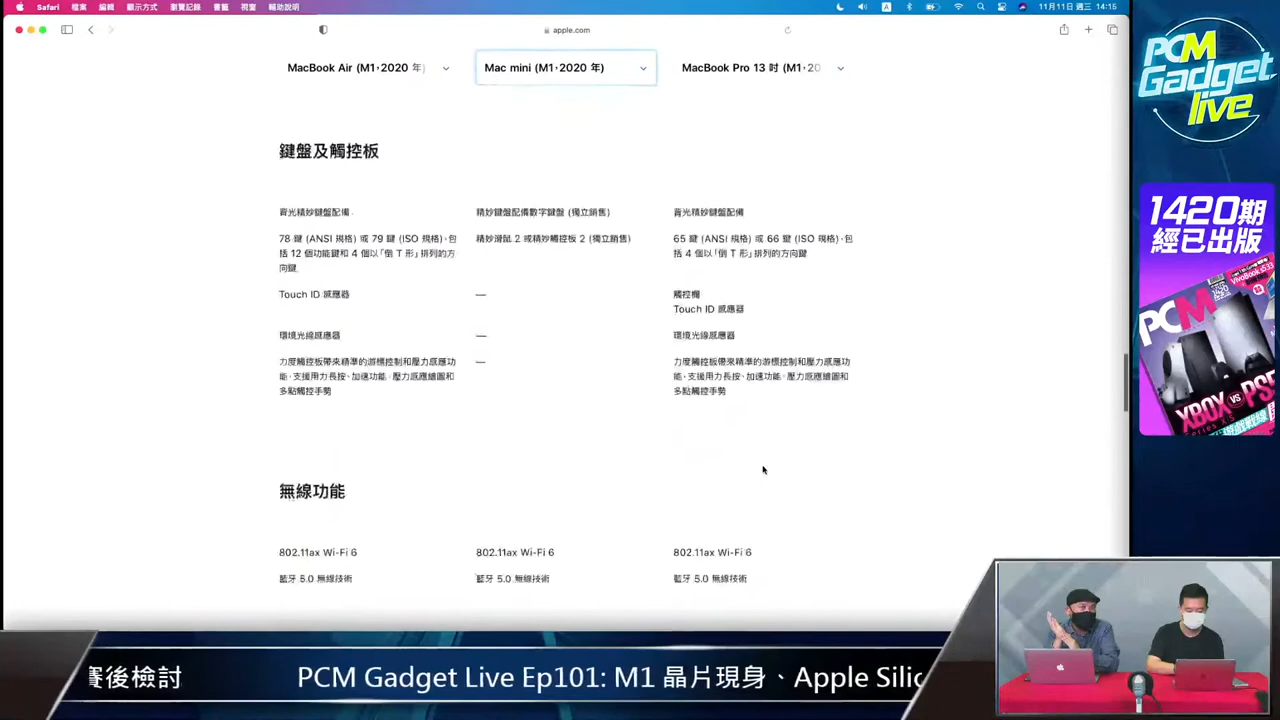 Safari 檔案 編輯 顯示方式 瀏覽記錄 書籤 視窗 輔助說明
A
11月11日 週三 14:15
apple.com
MacBook Air (M1，2020 年)
Mac mini (M1，2020 年)
MacBook Pro 13 吋 (M1，20
鍵盤及觸控板
背光精妙鍵盤配備
精妙鍵盤配備數字鍵盤 (獨立銷售)
背光精妙鍵盤配備
78 鍵 (ANSI 規格) 或 79 鍵 (ISO 規格)，包
括 12 個功能鍵和 4 個以「倒 T 形」排列的方
向鍵
精妙滑鼠 2 或精妙觸控板 2 (獨立銷售)
65 鍵 (ANSI 規格) 或 66 鍵 (ISO 規格)，包
括 4 個以「倒 T 形」排列的方向鍵
Touch ID 感應器
—
觸控欄
Touch ID 感應器
環境光線感應器
—
環境光線感應器
力度觸控板帶來精準的游標控制和壓力感應功
能，支援用力長按、加速功能、壓力感應繪圖和
多點觸控手勢
—
力度觸控板帶來精準的游標控制和壓力感應功
能，支援用力長按、加速功能、壓力感應繪圖和
多點觸控手勢
無線功能
802.11ax Wi-Fi 6
802.11ax Wi-Fi 6
802.11ax Wi-Fi 6
藍牙 5.0 無線技術
藍牙 5.0 無線技術
藍牙 5.0 無線技術
PCM
Gadget
live
1420期
經已出版
PCM
XBOX VS PS5
Series X|S
後檢討
PCM Gadget Live Ep101: M1 晶片現身、Apple Silic